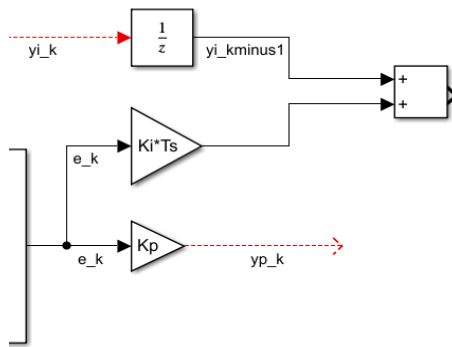 1
z
yi_k
yi_kminus1
+
+
Ki*Ts
e_k
Kp
e_k
yp_k